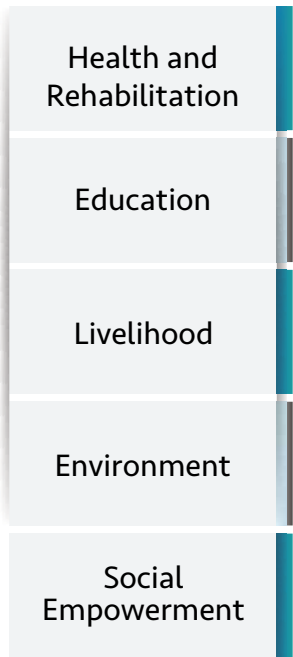 Health and
Rehabilitation
Education
Livelihood
Environment
Social
Empowerment